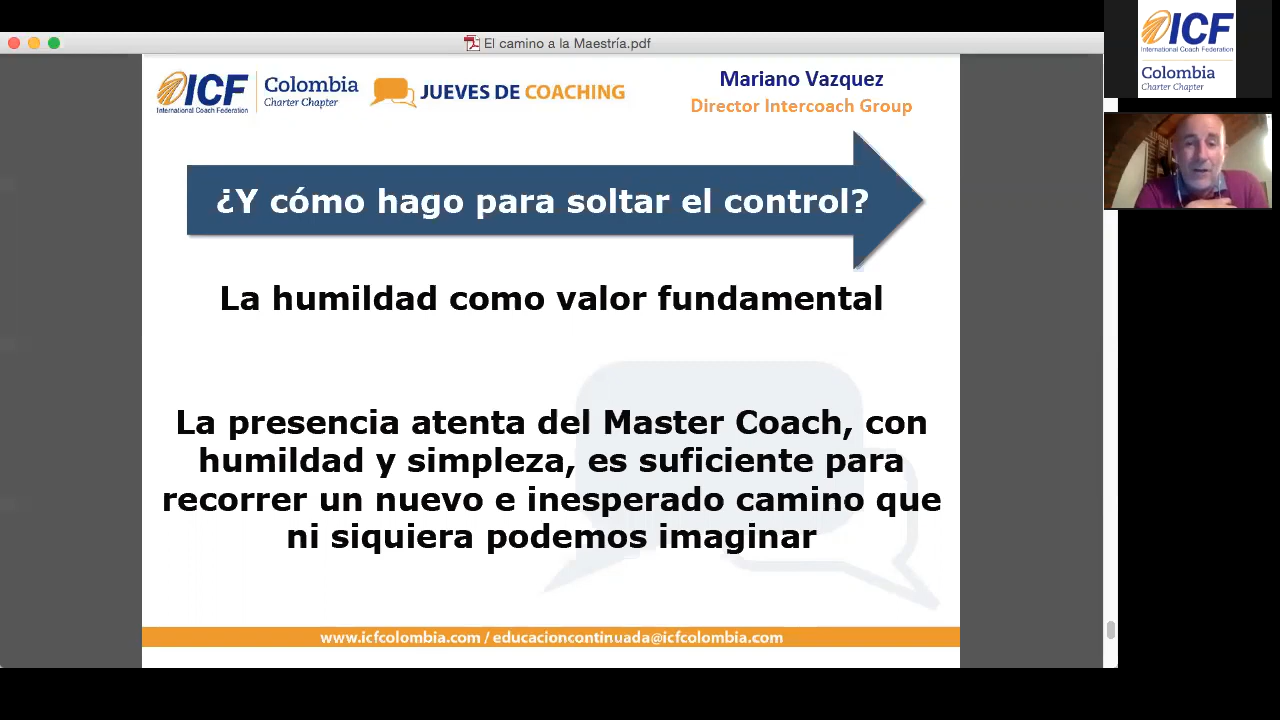 El camino a la Maestría.pdf
ICF
International Coach Federation
Colombia
Charter Chapter
JUEVES DE COACHING
Mariano Vazquez
Director Intercoach Group
¿Y cómo hago para soltar el control?
La humildad como valor fundamental
La presencia atenta del Master Coach, con
humildad y simpleza, es suficiente para
recorrer un nuevo e inesperado camino que
ni siquiera podemos imaginar
www.icfcolombia.com / educacioncontinuada@icfcolombia.com
ICF
International Coach Federation
Colombia
Charter Chapter